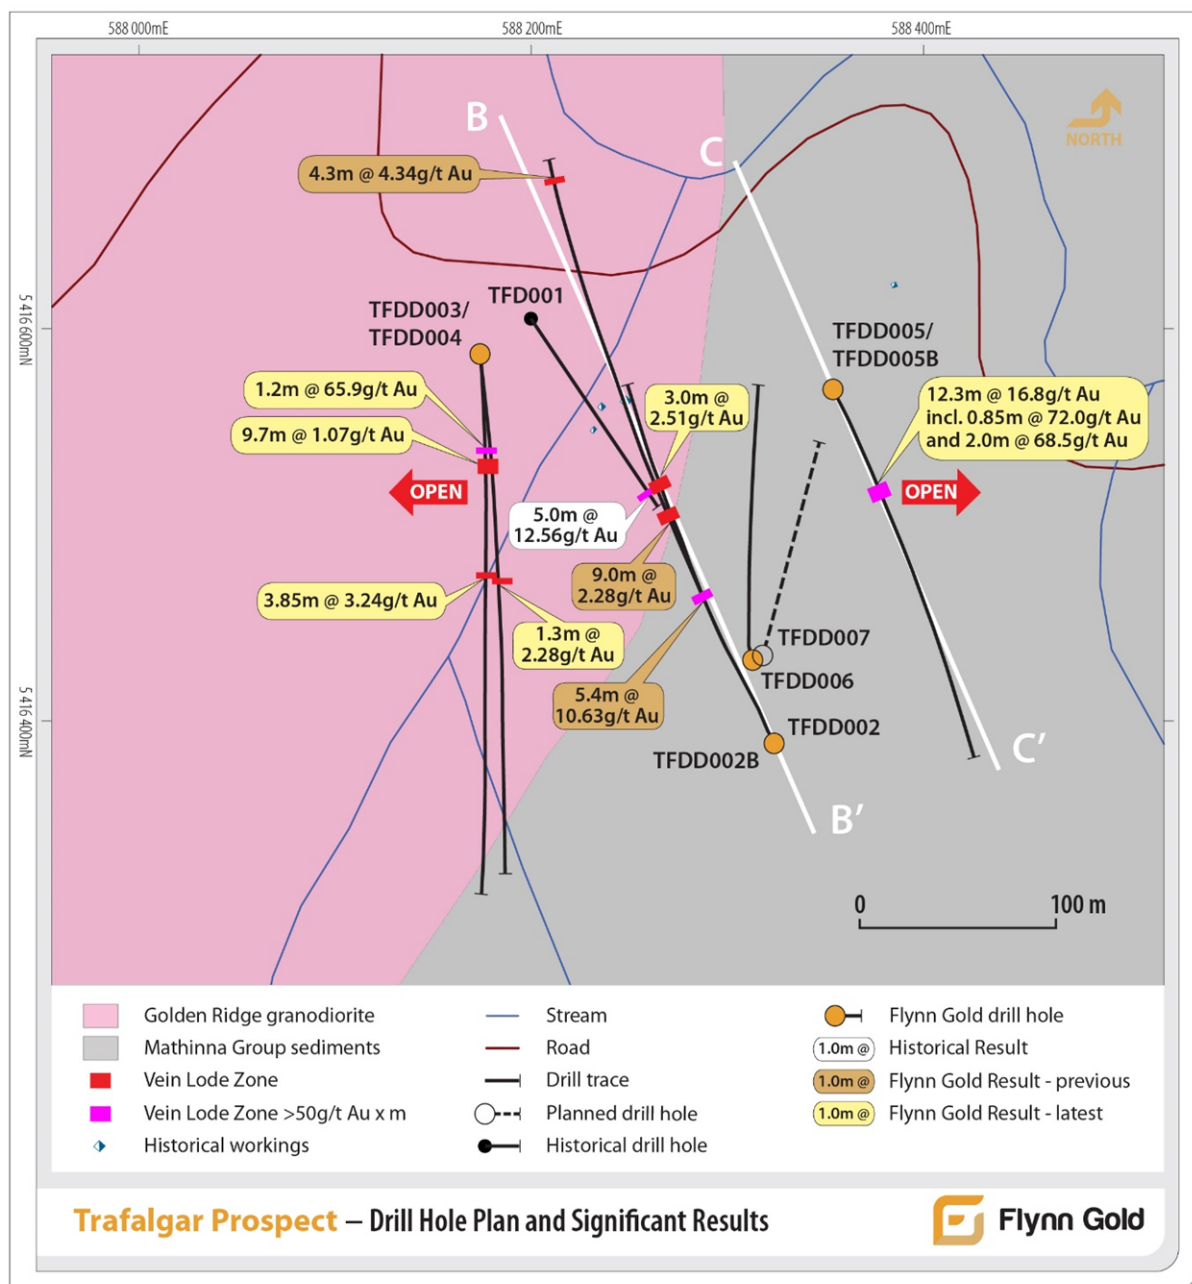 588 000mE
588 200mE
588 400mE
B
C
NORTH
4.3m @ 4.34g/t Au
TFDD003/
TFDD004
TFD001
5 416 600mN
TFDD005/
TFDD005B
1.2m @ 65.9g/t Au
9.7m @ 1.07g/t Au
3.0m @
2.51g/t Au
12.3m @ 16.8g/t Au
incl. 0.85m @ 72.0g/t Au
and 2.0m @ 68.5g/t Au
OPEN
OPEN
5.0m @
12.56g/t Au
9.0m @
2.28g/t Au
3.85m @ 3.24g/t Au
1.3m @
2.28g/t Au
TFDD007
TFDD006
5.4m @
10.63g/t Au
5 416 400mN
TFDD002
TFDD002B
C’
B’
0
100 m
Golden Ridge granodiorite
Mathinna Group sediments
Vein Lode Zone
Vein Lode Zone >50g/t Au x m
Historical workings
Stream
Road
Drill trace
Planned drill hole
Historical drill hole
Flynn Gold drill hole
1.0m @ Historical Result
1.0m @ Flynn Gold Result - previous
1.0m @ Flynn Gold Result - latest
Trafalgar Prospect – Drill Hole Plan and Significant Results
Flynn Gold